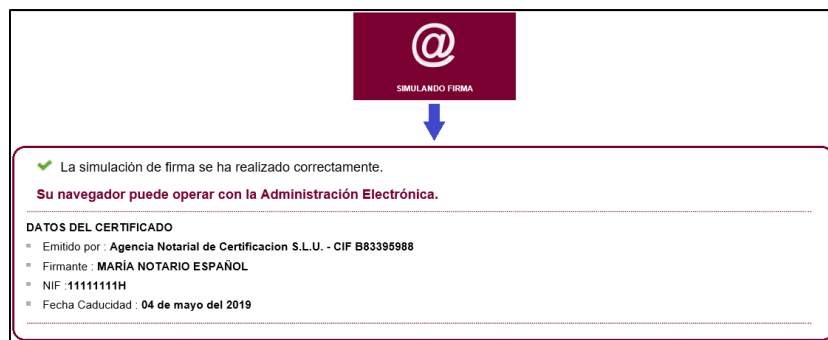 @
SIMULANDO FIRMA
La simulación de firma se ha realizado correctamente.
Su navegador puede operar con la Administración Electrónica.
DATOS DEL CERTIFICADO
Emitido por : Agencia Notarial de Certificacion S.L.U. - CIF B83395988
Firmante : MARÍA NOTARIO ESPAÑOL
NIF :11111111H
Fecha Caducidad : 04 de mayo del 2019